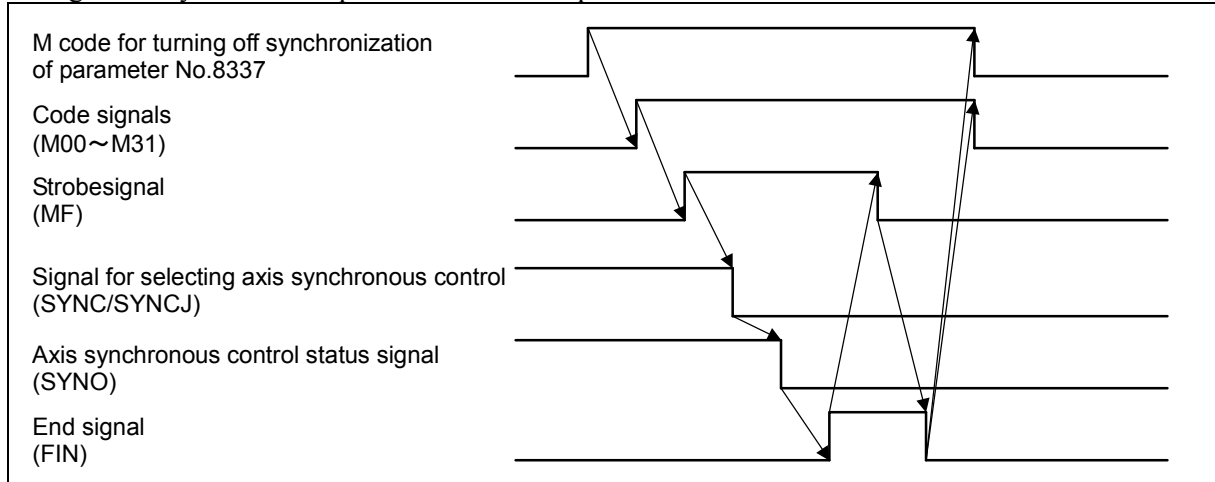 M code for turning off synchronization
of parameter No.8337
Code signals
(M00～M31)
Strobesignal
(MF)
Signal for selecting axis synchronous control
(SYNC/SYNCJ)
Axis synchronous control status signal
(SYNO)
End signal
(FIN)